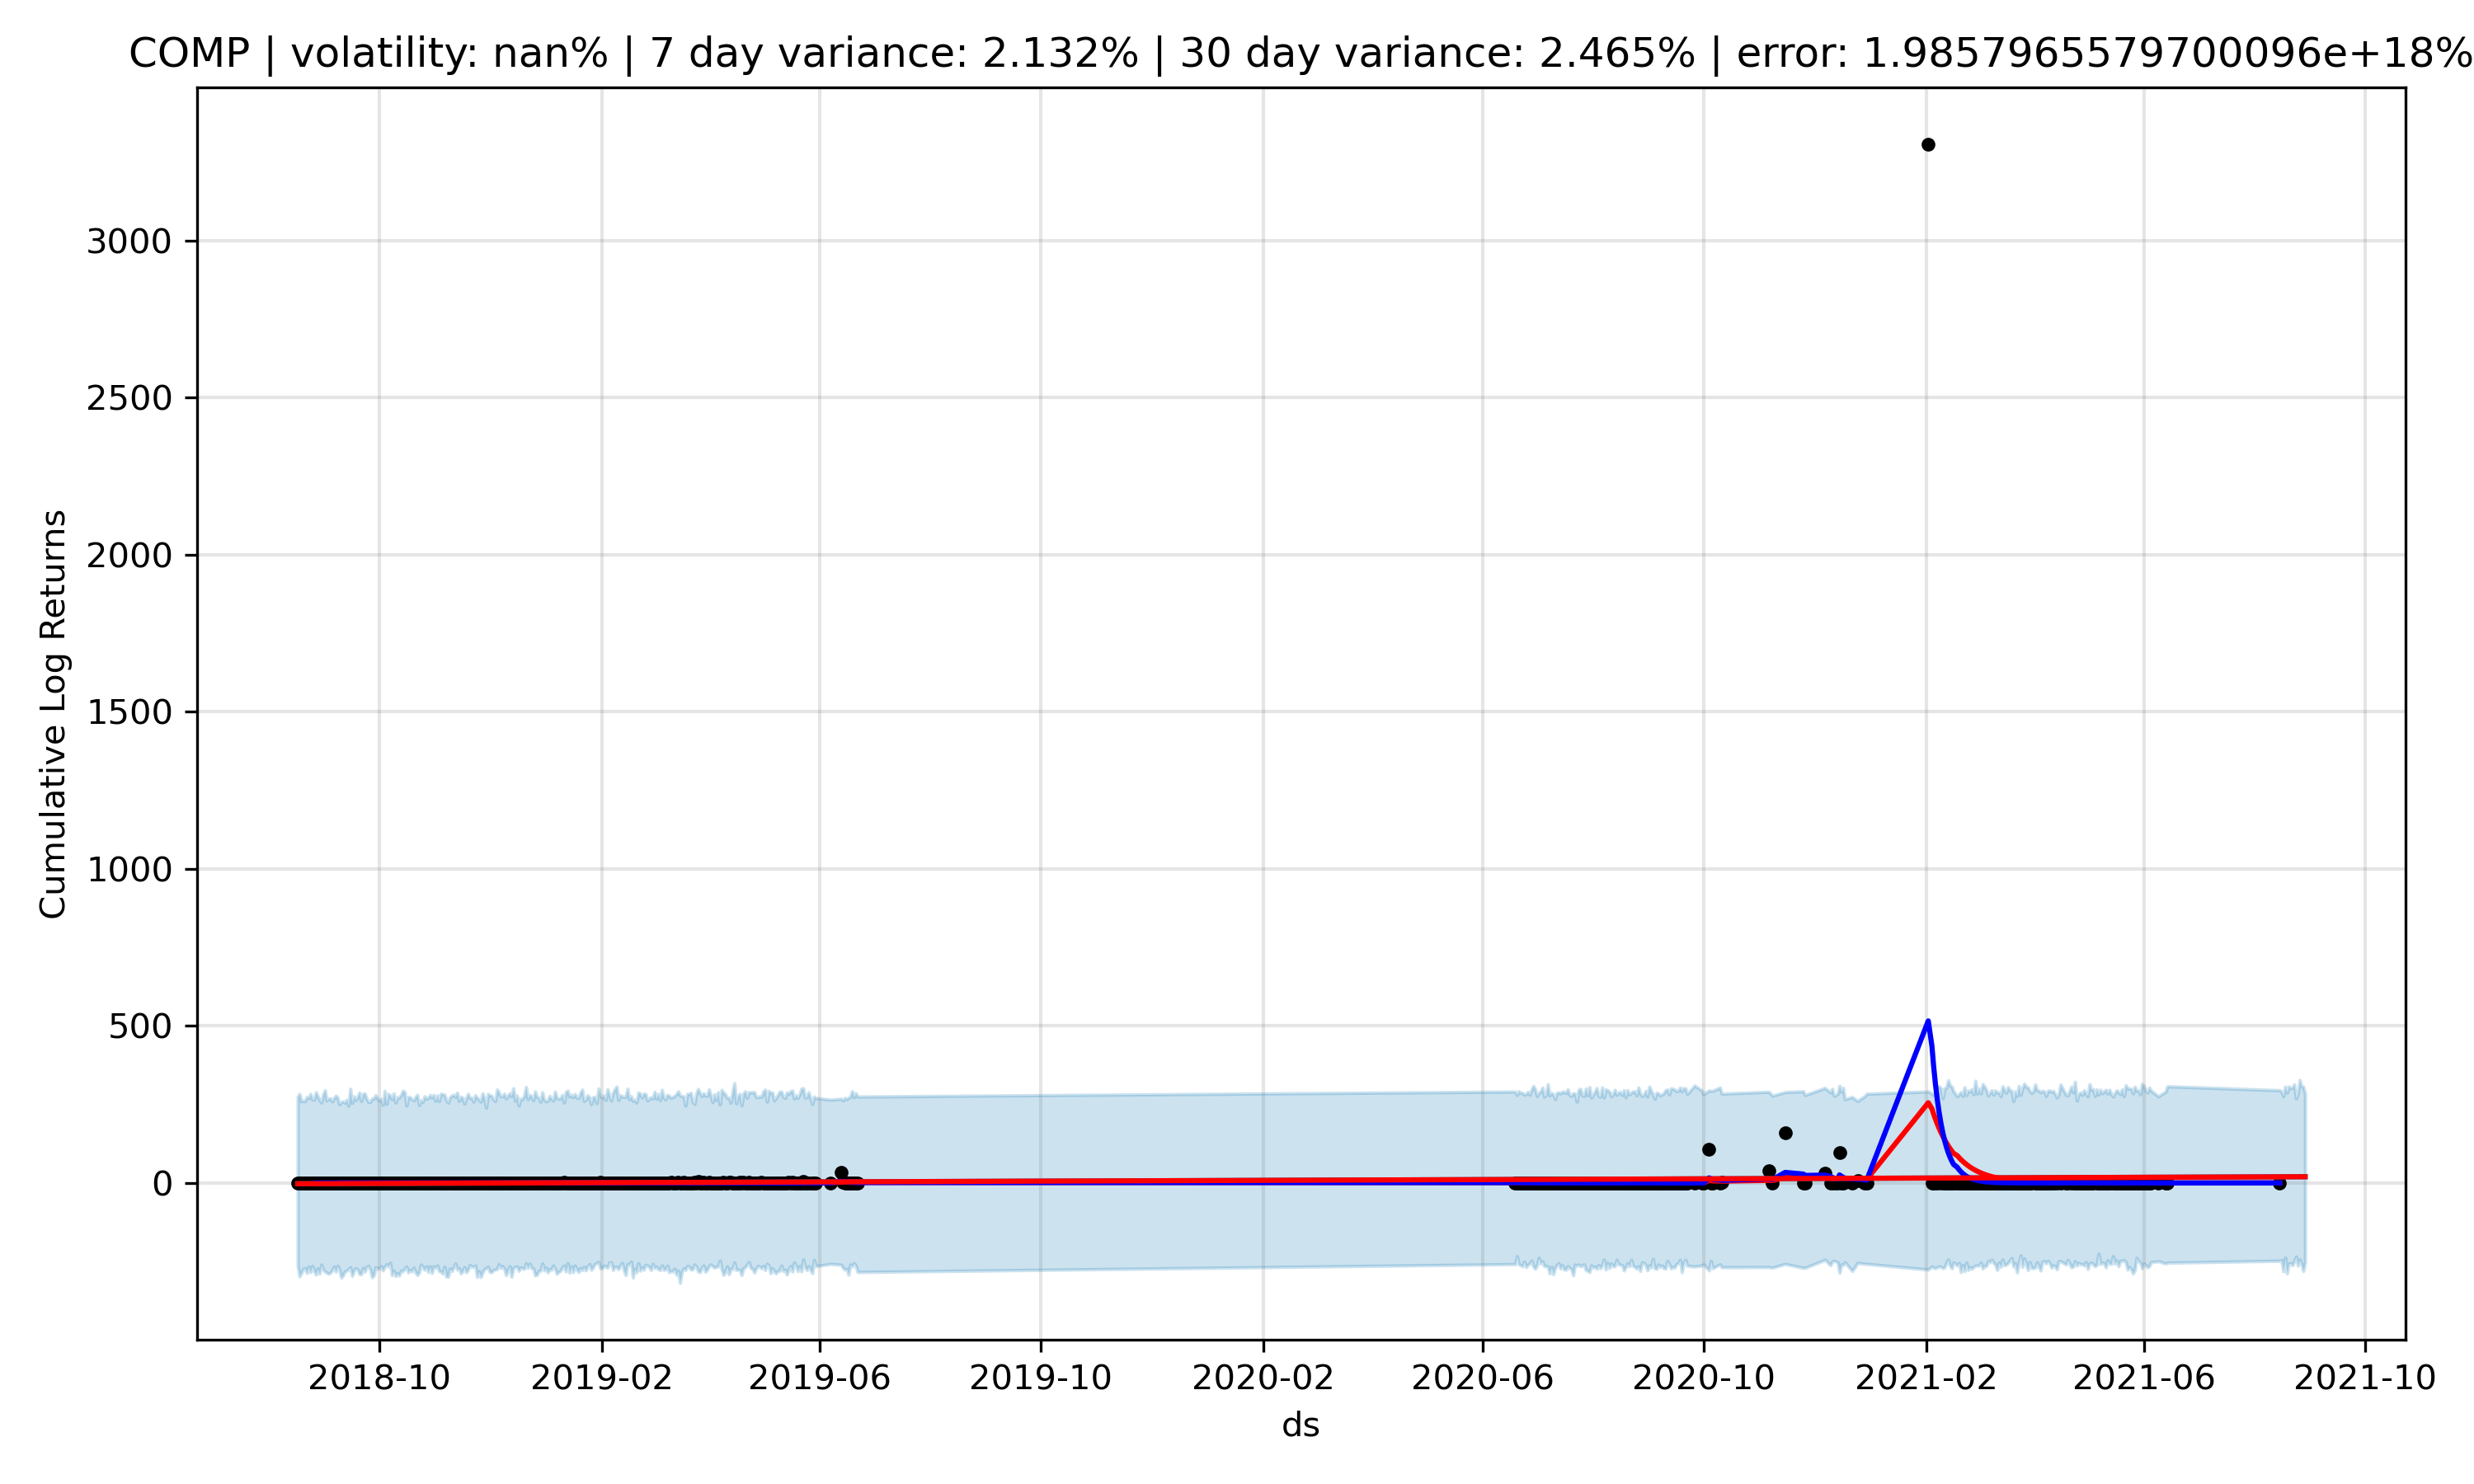 COMP | volatility: nan% | 7 day variance: 2.132% | 30 day variance: 2.465% | error: 1.9857965579700096e+18%
Cumulative Log Returns
3000
2500
2000
1500
1000
500
0
2018-10 2019-02 2019-06 2019-10 2020-02 2020-06 2020-10 2021-02 2021-06 2021-10
ds